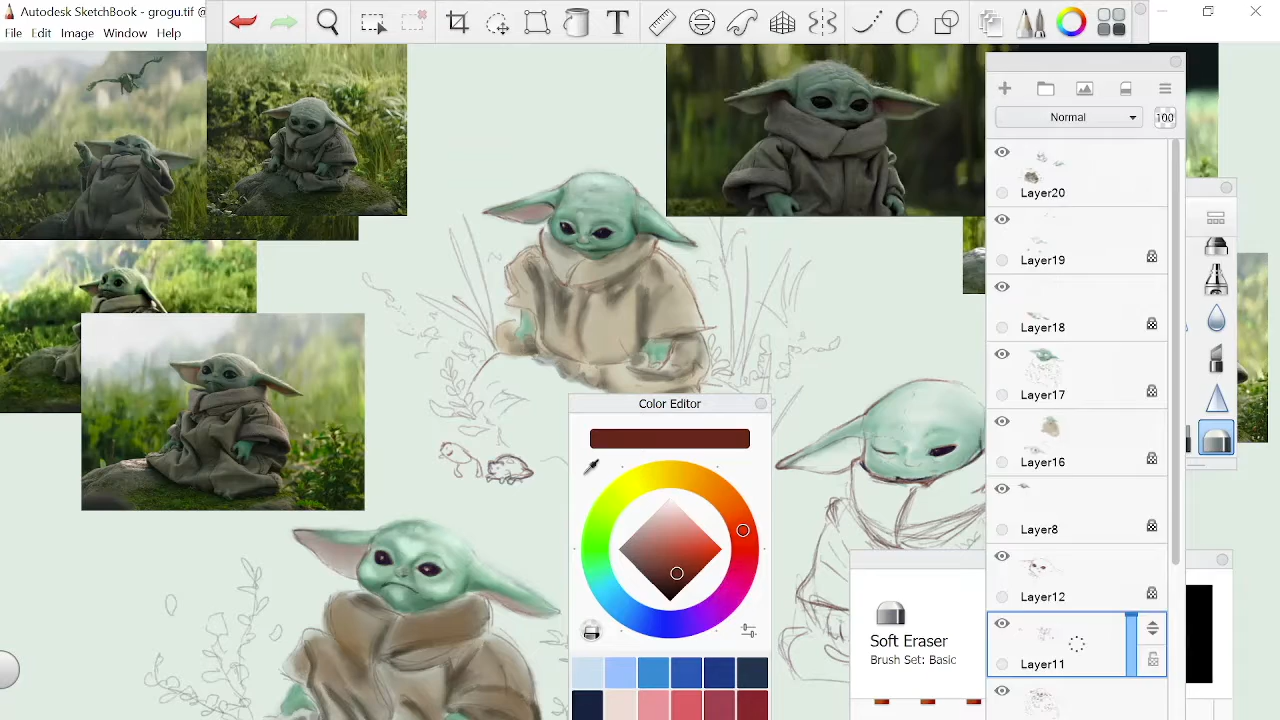 Autodesk SketchBook - grogu.tif @
File Edit Image Window Help
T
Normal
100
Layer20
Layer19
Layer18
Layer17
Layer16
Layer8
Layer12
Layer11
Color Editor
Soft Eraser
Brush Set: Basic